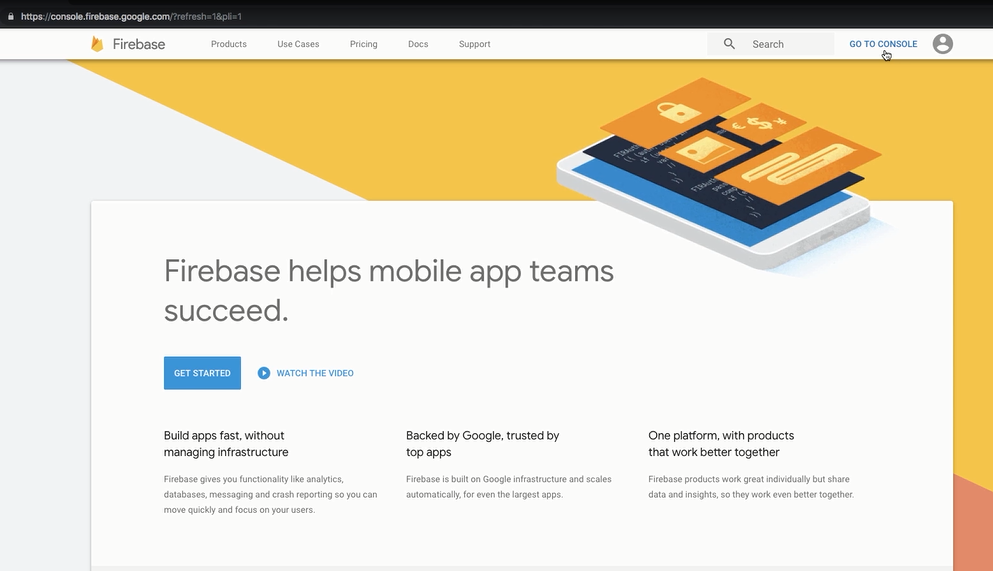 https://console.firebase.google.com/?refresh=1&pli=1
Firebase
Products
Use Cases
Pricing
Docs
Support
Search
GO TO CONSOLE
Firebase helps mobile app teams
succeed.
GET STARTED
WATCH THE VIDEO
Build apps fast, without
managing infrastructure
Firebase gives you functionality like analytics,
databases, messaging and crash reporting so you can
move quickly and focus on your users.
Backed by Google, trusted by
top apps
Firebase is built on Google infrastructure and scales
automatically, for even the largest apps.
One platform, with products
that work better together
Firebase products work great individually but share
data and insights, so they work even better together.